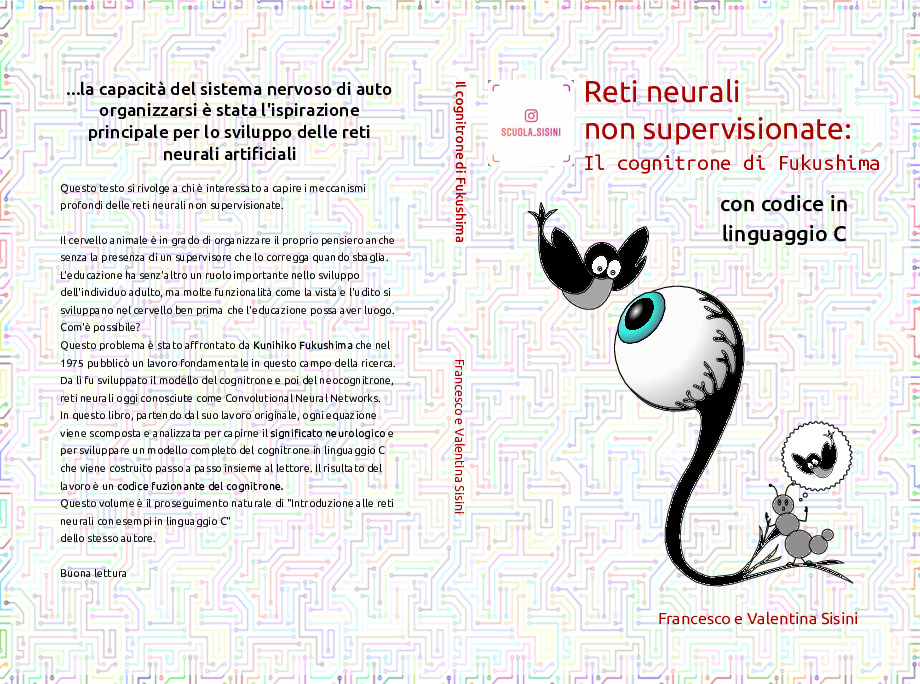 ...la capacità del sistema nervoso di auto
organizzarsi è stata l'ispirazione
principale per lo sviluppo delle reti
neurali artificiali
Questo testo si rivolge a chi è interessato a capire i meccanismi
profondi delle reti neurali non supervisionate.
Il cervello animale è in grado di organizzare il proprio pensiero anche
senza la presenza di un supervisore che lo corregga quando sbaglia.
L'educazione ha senz'altro un ruolo importante nello sviluppo
dell'individuo adulto, ma molte funzionalità come la vista e l'udito si
sviluppano nel cervello ben prima che l'educazione possa aver luogo.
Com'è possibile?
Questo problema è stato affrontato da Kunihiko Fukushima che nel
1975 pubblicò un lavoro fondamentale in questo campo della ricerca.
Da lì fu sviluppato il modello del cognitrone e poi del neocognitrone,
reti neurali oggi conosciute come Convolutional Neural Networks.
In questo libro, partendo dal suo lavoro originale, ogni equazione
viene scomposta e analizzata per capirne il significato neurologico e
per sviluppare un modello completo del cognitrone in linguaggio C
che viene costruito passo a passo insieme al lettore. Il risultato del
lavoro è un codice fuzionante del cognitrone.
Questo volume è il proseguimento naturale di "Introduzione alle reti
neurali con esempi in linguaggio C"
dello stesso autore.
Buona lettura
Il cognitrone di Fukushima
Francesco e Valentina Sisini
SCUOLA_SISINI
Reti neurali
non supervisionate:
Il cognitrone di Fukushima
con codice in
linguaggio C
Francesco e Valentina Sisini